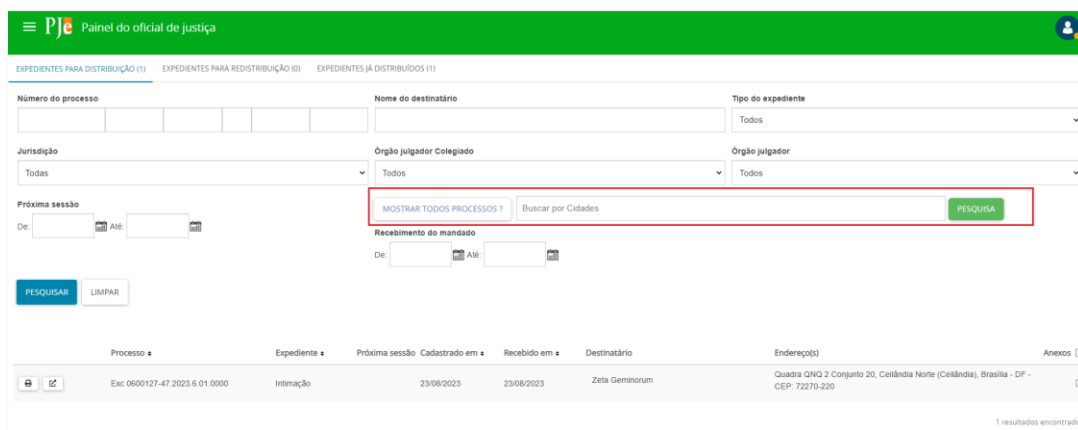 PJe Painel do oficial de justiça
EXPEDIENTES PARA DISTRIBUIÇÃO (1) EXPEDIENTES PARA REDISTRIBUIÇÃO (0) EXPEDIENTES JÁ DISTRIBUÍDOS (1)
Número do processo Nome do destinatário Tipo do expediente
Todos
Jurisdição Órgão julgador Colegiado Órgão julgador
Todas Todos Todos
Próxima sessão MOSTRAR TODOS PROCESSOS ? Buscar por Cidades PESQUISA
De: Até:
Recebimento do mandado
De: Até:
PESQUISAR LIMPAR
Processo Expediente Próxima sessão Cadastrado em Recebido em Destinatário Endereço(s) Anexos
Exc 0600127-47.2023.6.01.0000 Intimação 23/08/2023 23/08/2023 Zeta Geminorum Quadra QNQ 2 Conjunto 20, Ceilândia Norte (Ceilândia), Brasília - DF -
CEP: 72270-220
1 resultados encontrado